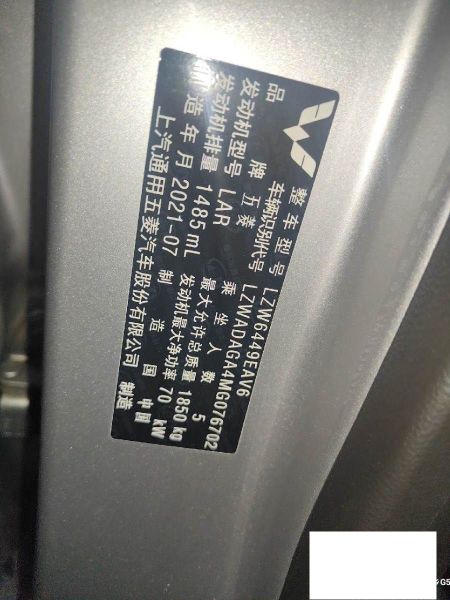 整车型号 LZW6449EAV6
车辆识别代号 LZWADAGA4MG076702
品牌 五菱 乘坐人数 5
发动机型号 LAR 最大允许总质量 1850 kg
发动机排量 1485 mL 发动机最大净功率 70 kW
制造年月 2021-07 制造国 中国
上汽通用五菱汽车股份有限公司 制造
G5